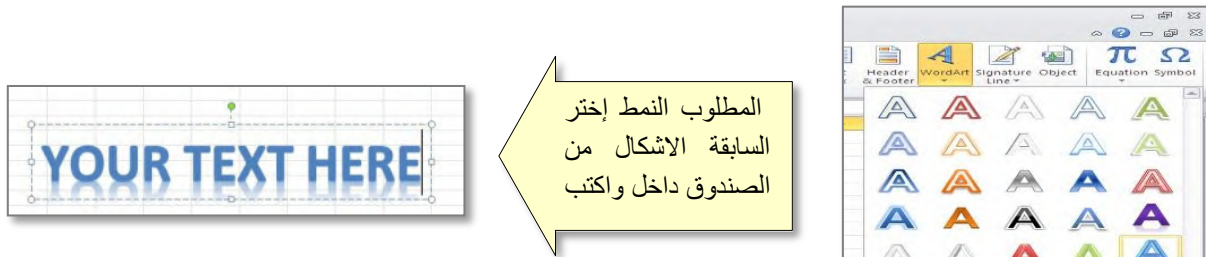 Header & Footer
WordArt
Signature Line
Object
Equation
Symbol
المطلوب النمط إختر
السابقة الاشكال من
الصندوق داخل واكتب
YOUR TEXT HERE